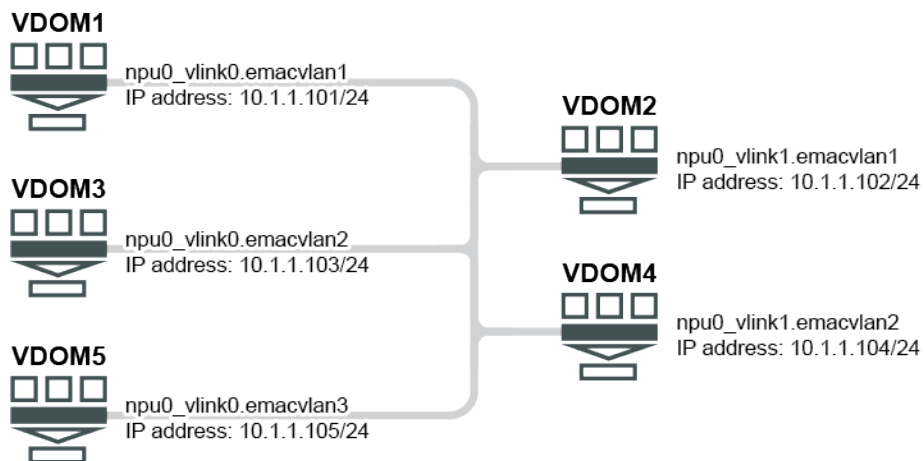 VDOM1
npu0_vlink0.emacvlan1
IP address: 10.1.1.101/24
VDOM2
npu0_vlink1.emacvlan1
IP address: 10.1.1.102/24
VDOM3
npu0_vlink0.emacvlan2
IP address: 10.1.1.103/24
VDOM4
npu0_vlink1.emacvlan2
IP address: 10.1.1.104/24
VDOM5
npu0_vlink0.emacvlan3
IP address: 10.1.1.105/24